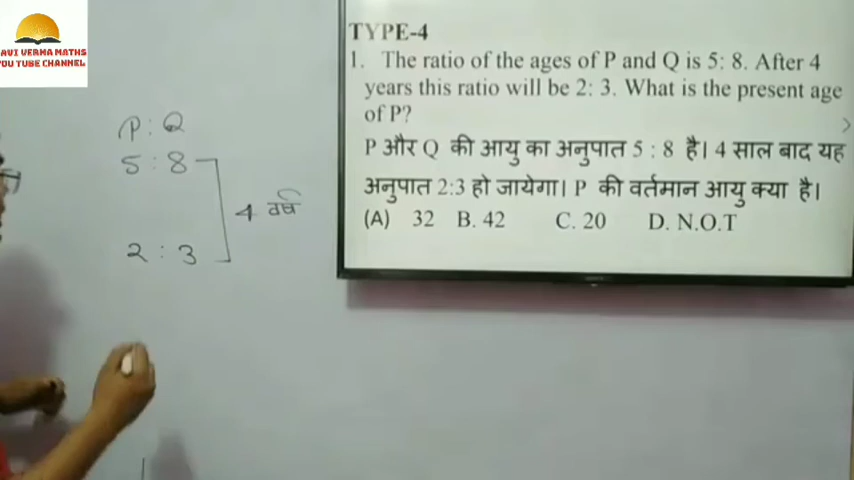 AVI VERMA MATHS
YOU TUBE CHANNEL
P : Q
5 : 8
4 वर्ष
2 : 3
TYPE-4
1. The ratio of the ages of P and Q is 5: 8. After 4
years this ratio will be 2: 3. What is the present age
of P?
P और Q की आयु का अनुपात 5 : 8 है। 4 साल बाद यह
अनुपात 2:3 हो जायेगा। P की वर्तमान आयु क्या है।
(A) 32 B. 42 C. 20 D. N.O.T